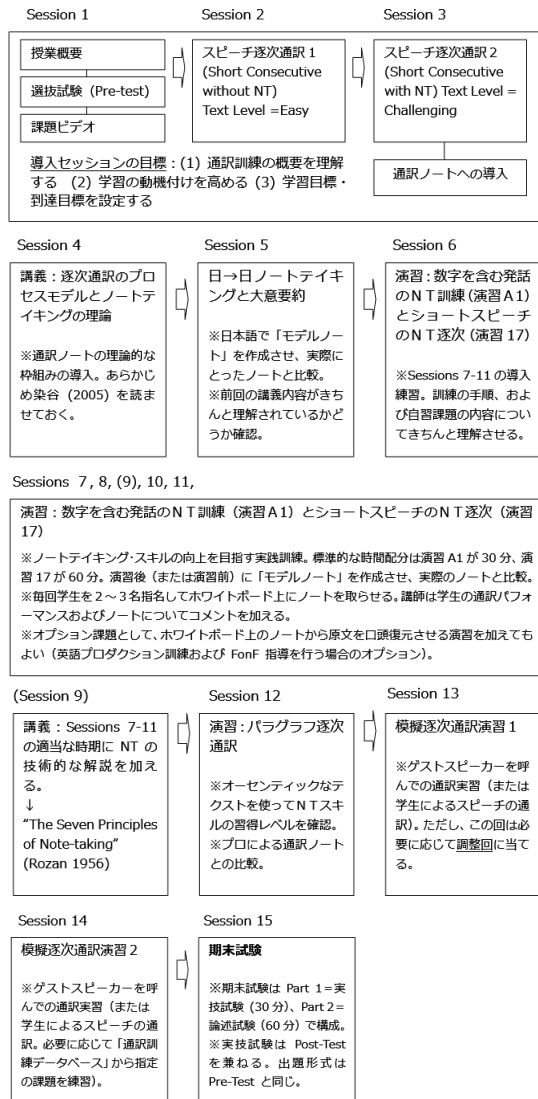 Session 1
Session 2
Session 3
授業概要
選抜試験 (Pre-test)
課題ビデオ
スピーチ逐次通訳 1
(Short Consecutive
without NT)
Text Level =Easy
スピーチ逐次通訳 2
(Short Consecutive
with NT) Text Level =
Challenging
通訳ノートへの導入
導入セッションの目標：(1) 通訳訓練の概要を理解
する (2) 学習の動機付けを高める (3) 学習目標・
到達目標を設定する
Session 4
Session 5
Session 6
講義：逐次通訳のプロ
セスモデルとノートテ
イキングの理論
※通訳ノートの理論的な
枠組みの導入。あらかじ
め染谷 (2005) を読ま
せておく。
日→日ノートテイキ
ングと大意要約
※日本語で「モデルノー
ト」を作成させ、実際に
とったノートと比較。
※前回の講義内容がきち
んと理解されているかど
うか確認。
演習：数字を含む発話
のＮＴ訓練（演習Ａ1）
とショートスピーチ
のＮＴ逐次（演習 17）
※Sessions 7-11 の導入
練習。訓練の手順、およ
び自習課題の内容につい
てきちんと理解させる。
Sessions 7, 8, (9), 10, 11,
演習：数字を含む発話のＮＴ訓練（演習Ａ1）とショートスピーチのＮＴ逐次（演習
17）
※ノートテイキング・スキルの向上を目指す実践訓練。標準的な時間配分は演習 A1 が 30 分、演
習 17 が 60 分。演習後（または演習前）に「モデルノート」を作成させ、実際のノートと比較。
※毎回学生を２～３名指名してホワイトボード上にノートを取らせる。講師は学生の通訳パフォ
ーマンスおよびノートについてコメントを加える。
※オプション課題として、ホワイトボード上のノートから原文を口頭復元させる演習を加えても
よい（英語プロダクション訓練および FonF 指導を行う場合のオプション）。
(Session 9)
Session 12
Session 13
講義：Sessions 7-11
の適当な時期に NT の
技術的な解説を加え
る。
↓
“The Seven Principles
of Note-taking”
(Rozan 1956)
演習：パラグラフ逐次
通訳
※オーセンティックなテ
クストを使ってＮＴスキ
ルの習得レベルを確認。
※プロによる通訳ノート
との比較。
模擬逐次通訳演習 1
※ゲストスピーカーを呼
んでの通訳実習（または
学生によるスピーチの通
訳）。ただし、この回は必
要に応じて調整回に当て
る。
Session 14
Session 15
模擬逐次通訳演習 2
※ゲストスピーカーを呼
んでの通訳実習（または
学生によるスピーチの通
訳。必要に応じて「通訳訓
練データベース」から指定
の課題を練習）。
期末試験
※期末試験は Part 1＝実
技試験 (30 分)、Part 2＝
論述試験（60 分）で構成。
※実技試験は Post-Test
を兼ねる。出題形式は
Pre-Test と同じ。